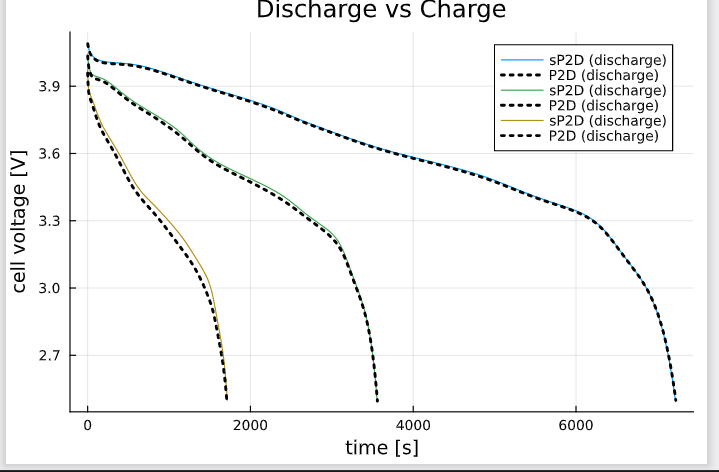 Discharge vs Charge
sP2D (discharge)
P2D (discharge)
sP2D (discharge)
P2D (discharge)
sP2D (discharge)
P2D (discharge)
cell voltage [V]
3.9
3.6
3.3
3.0
2.7
0 2000 4000 6000
time [s]